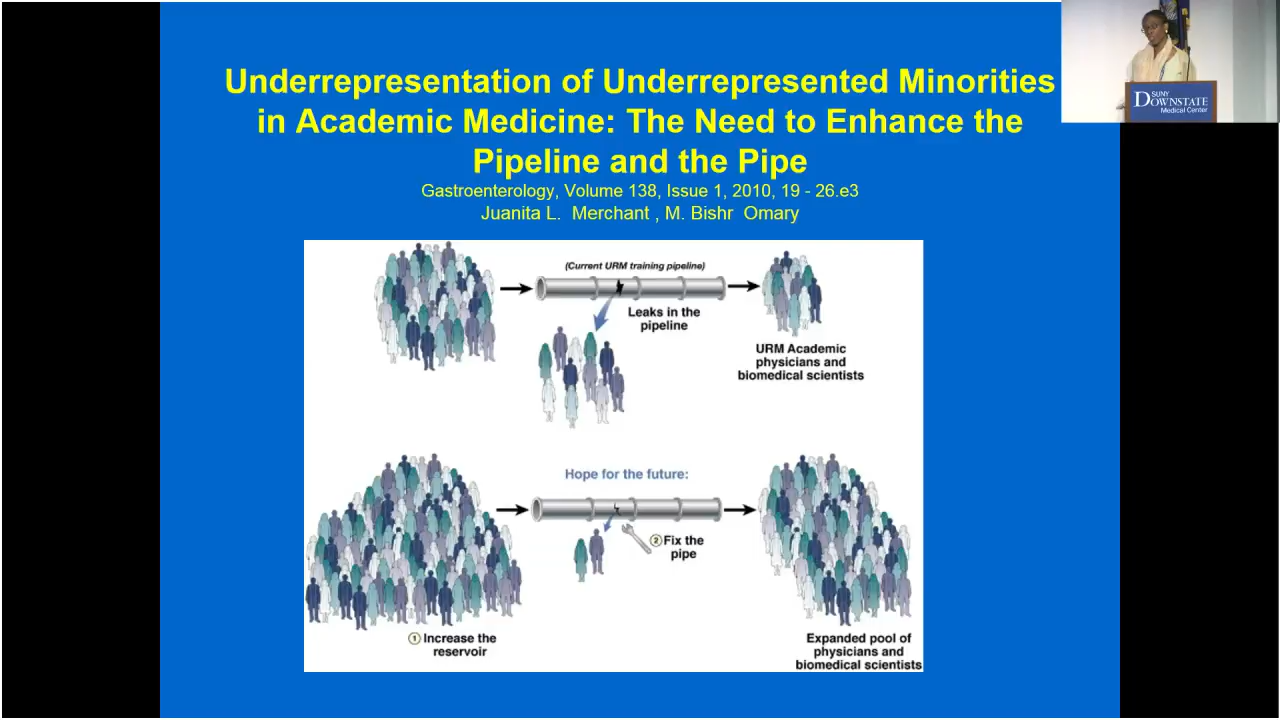 Underrepresentation of Underrepresented Minorities
in Academic Medicine: The Need to Enhance the
Pipeline and the Pipe
Gastroenterology, Volume 138, Issue 1, 2010, 19 - 26.e3
Juanita L.  Merchant , M. Bishr  Omary
SUNY
DOWNSTATE
Medical Center
(Current URM training pipeline)
Leaks in the
pipeline
URM Academic
physicians and
biomedical scientists
Hope for the future:
2 Fix the
pipe
1 Increase the
reservoir
Expanded pool of
physicians and
biomedical scientists